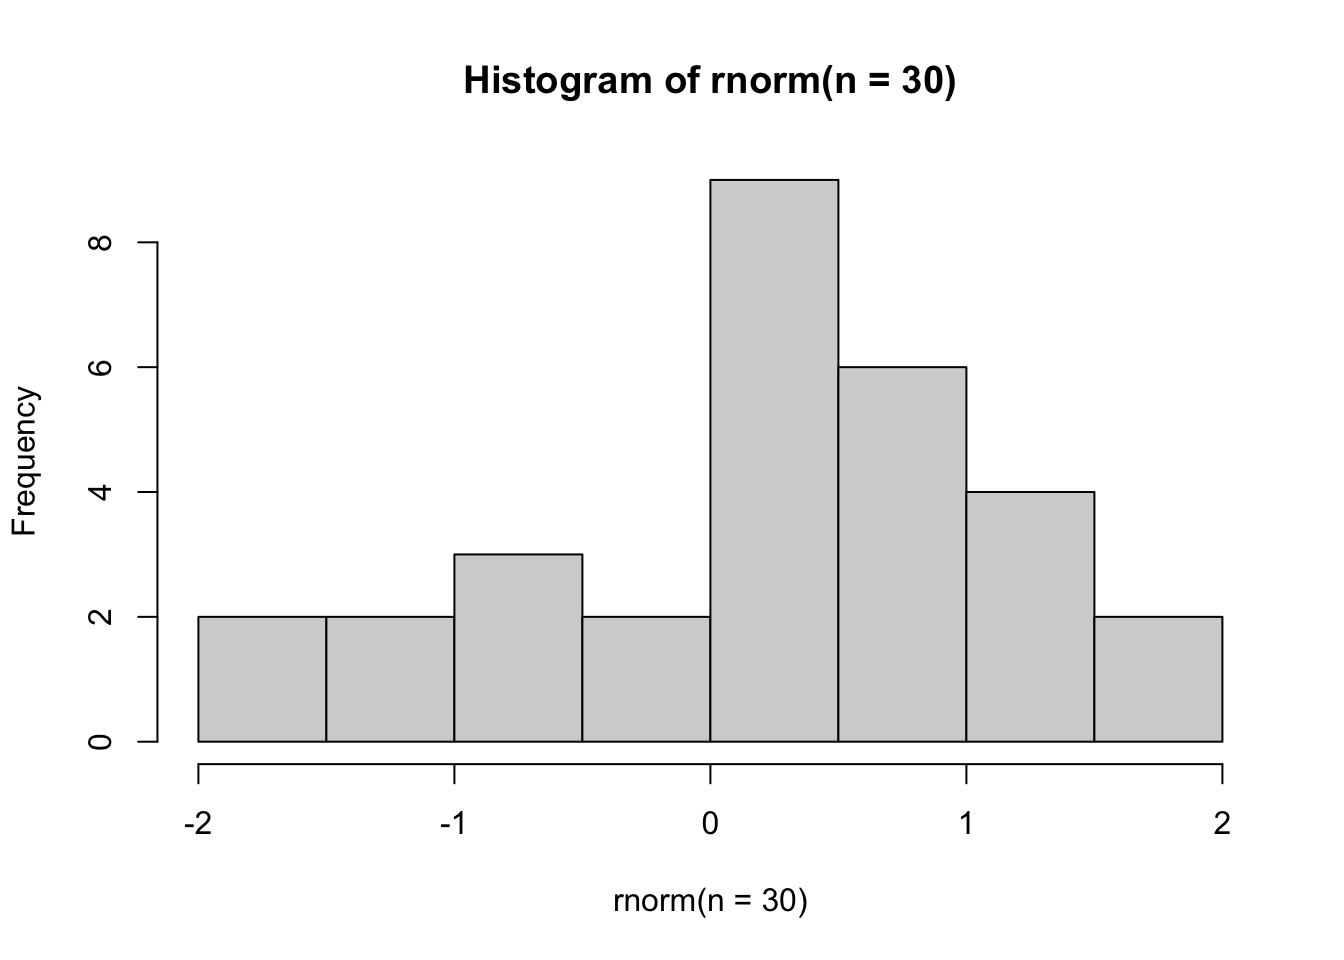 Histogram of rnorm(n = 30)
Frequency
8
6
4
2
0
-2 -1 0 1 2
rnorm(n = 30)